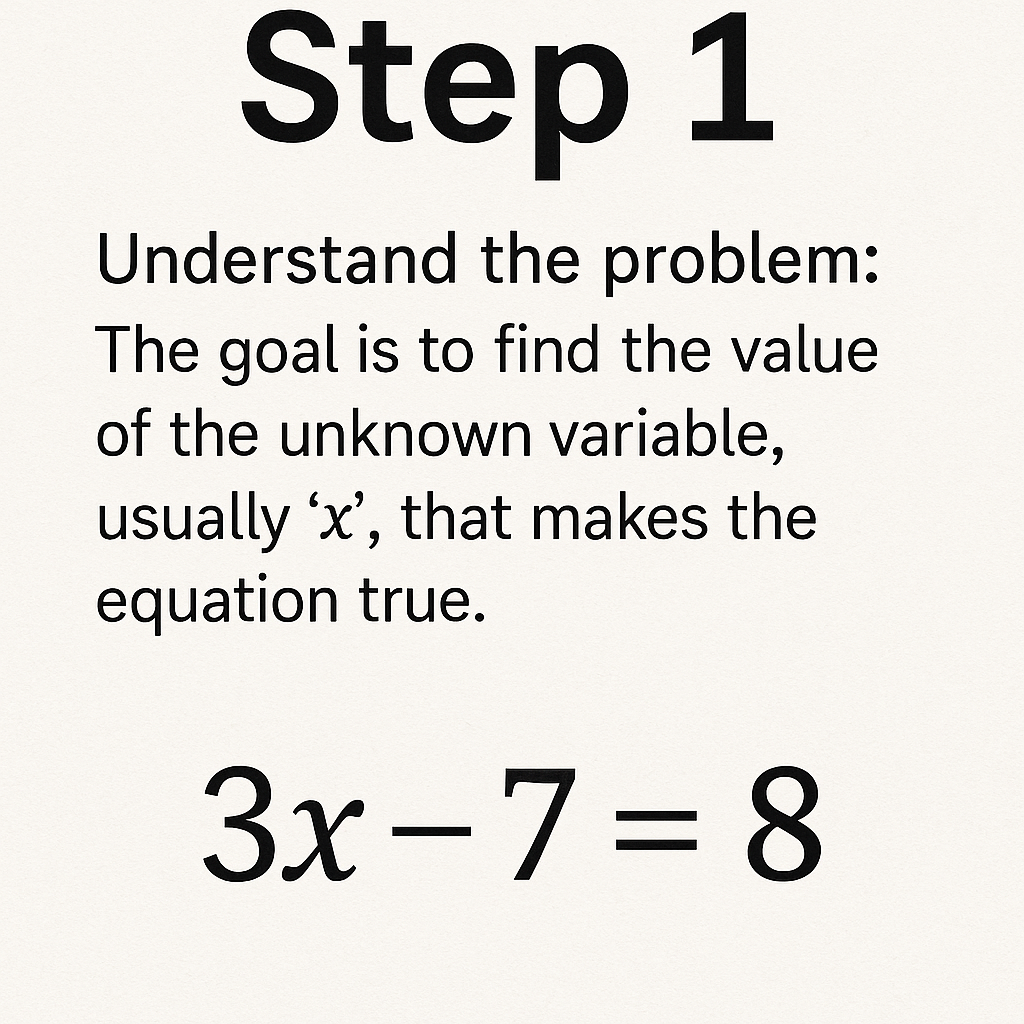 Step 1
Understand the problem:
The goal is to find the value
of the unknown variable,
usually ‘x’, that makes the
equation true.
3x – 7 = 8